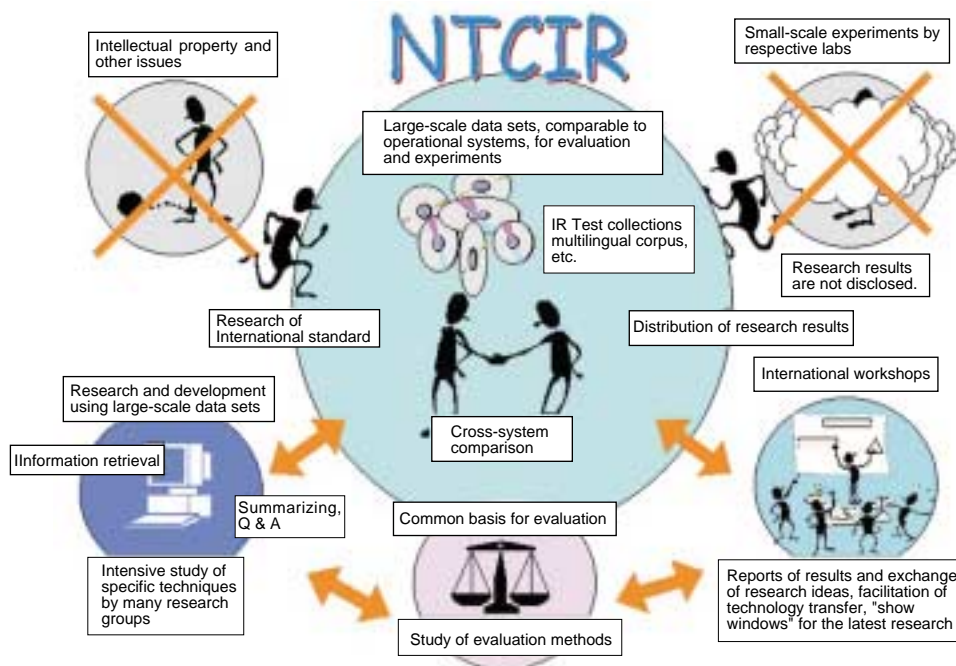 NTCIR
Intellectual property and
other issues
Small-scale experiments by
respective labs
Large-scale data sets, comparable to
operational systems, for evaluation
and experiments
IR Test collections
multilingual corpus,
etc.
Research results
are not disclosed.
Research of
International standard
Distribution of research results
Research and development
using large-scale data sets
International workshops
IInformation retrieval
Cross-system
comparison
Summarizing,
Q & A
Common basis for evaluation
Intensive study of
specific techniques
by many research
groups
Reports of results and exchange
of research ideas, facilitation of
technology transfer, "show
windows" for the latest research
Study of evaluation methods